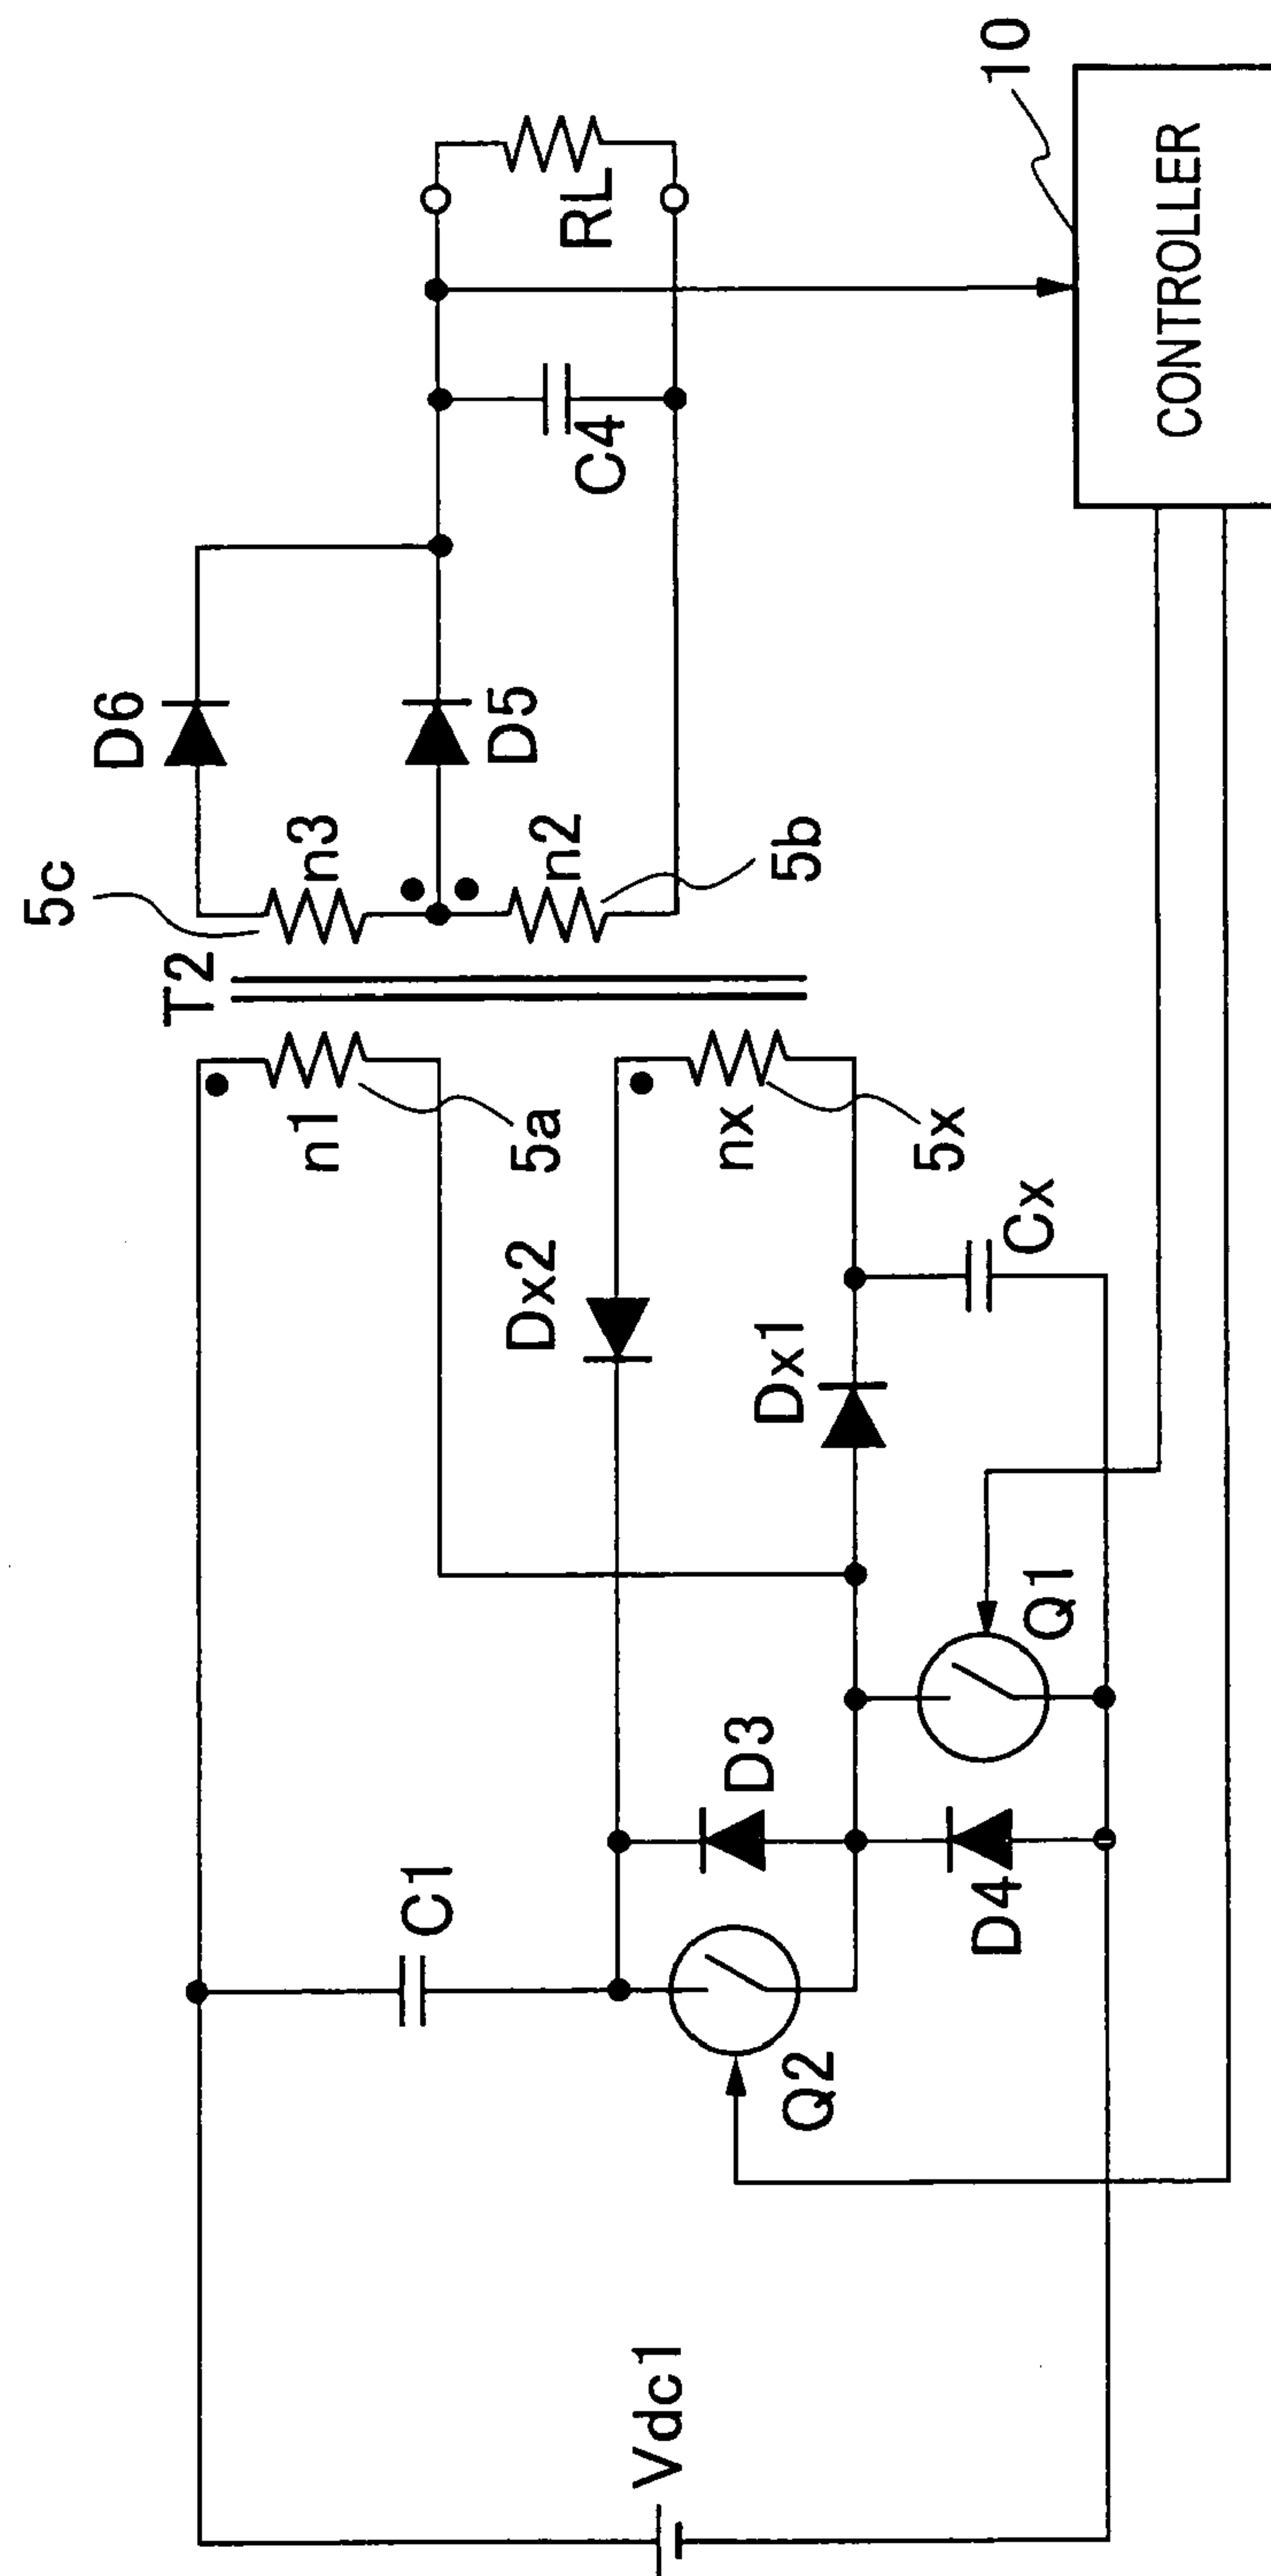 Vdc1
C1
Q2
D3
D4
Q1
Dx2
Dx1
Cx
n1
5a
nx
5x
T2
5c
n3
n2
5b
D6
D5
C4
RL
10
CONTROLLER